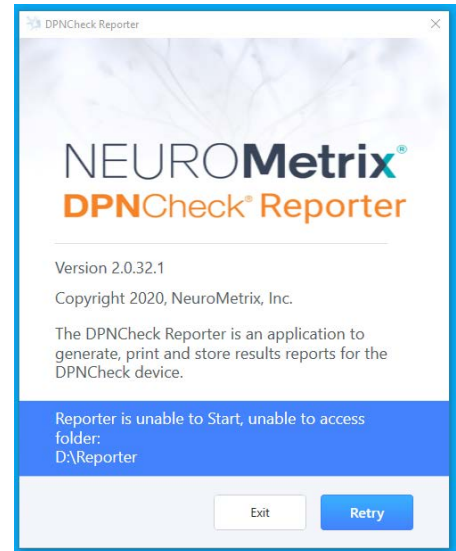 DPNCheck Reporter
NEUROMetrix®
DPNCheck® Reporter
Version 2.0.32.1
Copyright 2020, NeuroMetrix, Inc.
The DPNCheck Reporter is an application to
generate, print and store results reports for the
DPNCheck device.
Reporter is unable to Start, unable to access
folder:
D:\Reporter
Exit
Retry